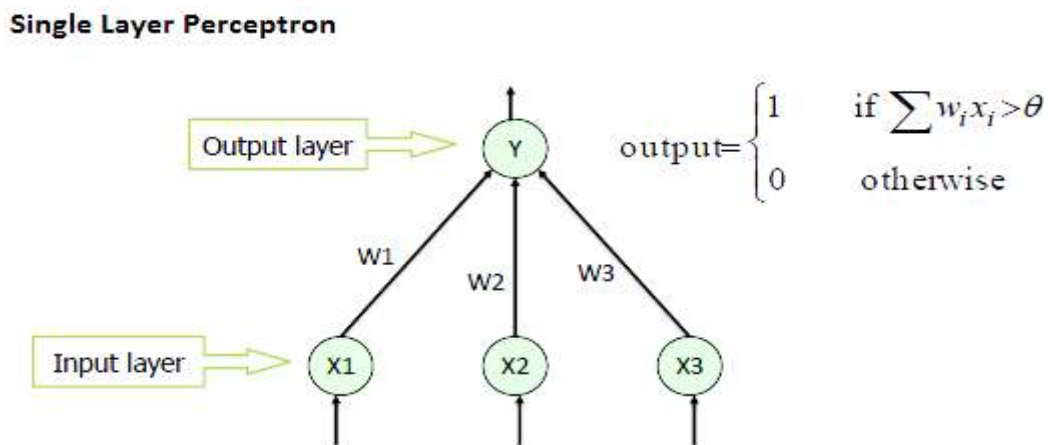 Single Layer Perceptron
Output layer
Y
output= { 1 if ∑ wᵢxᵢ>θ
0 otherwise
W1
W2
W3
Input layer
X1
X2
X3